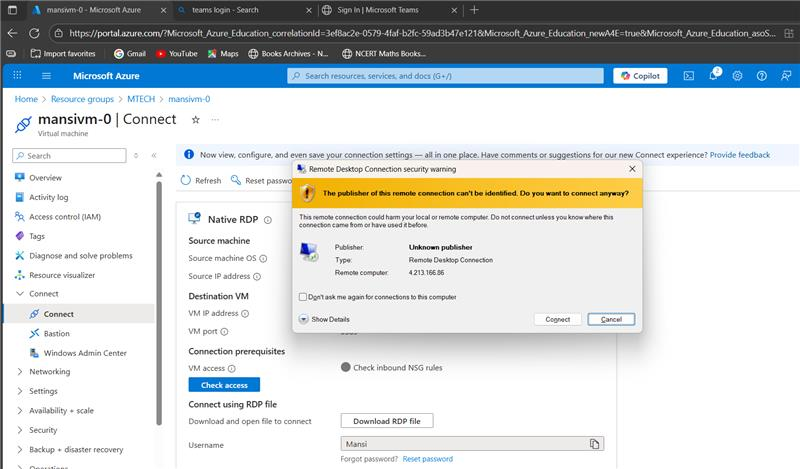 mansivm-0 - Microsoft Azure
teams login - Search
Sign In | Microsoft Teams
https://portal.azure.com/?Microsoft_Azure_Education_correlationId=3ef8ac2e-0579-4faf-b2fc-59ad3b47e121&Microsoft_Azure_Education_newA4E=true&Microsoft_Azure_Education_asoS...
Import favorites
Gmail
YouTube
Maps
Books Archives - N...
NCERT Maths Book...
Microsoft Azure
Search resources, services, and docs (G+/)
Copilot
2
Home > Resource groups > MTECH > mansivm-0
mansivm-0 | Connect
Virtual machine
Search
Overview
Activity log
Access control (IAM)
Tags
Diagnose and solve problems
Resource visualizer
Connect
Connect
Bastion
Windows Admin Center
Networking
Settings
Availability + scale
Security
Backup + disaster recovery
Operations
Now view, configure, and even save your connection settings — all in one place. Have comments or suggestions for our new Connect experience? Provide feedback
Refresh
Reset passwo
Native RDP
Source machine
Source machine OS
Source IP address
Destination VM
VM IP address
VM port
Connection prerequisites
VM access
Check inbound NSG rules
Check access
Connect using RDP file
Download and open file to connect
Download RDP file
Username
Mansi
Forgot password? Reset password
Remote Desktop Connection security warning
The publisher of this remote connection can't be identified. Do you want to connect anyway?
This remote connection could harm your local or remote computer. Do not connect unless you know where this
connection came from or have used it before.
Publisher: Unknown publisher
Type: Remote Desktop Connection
Remote computer: 4.213.166.86
Don't ask me again for connections to this computer
Show Details
Connect
Cancel